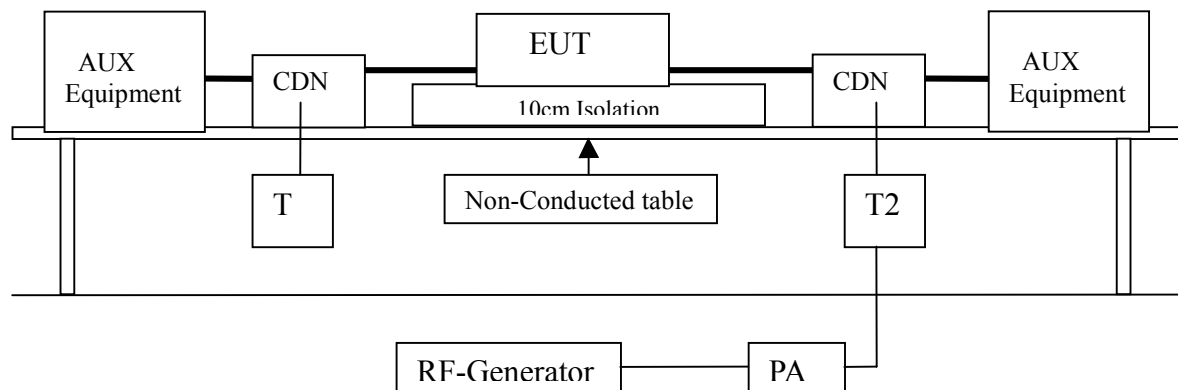 EUT
AUX
Equipment
CDN
CDN
AUX
Equipment
10cm Isolation
T
Non-Conducted table
T2
RF-Generator
PA